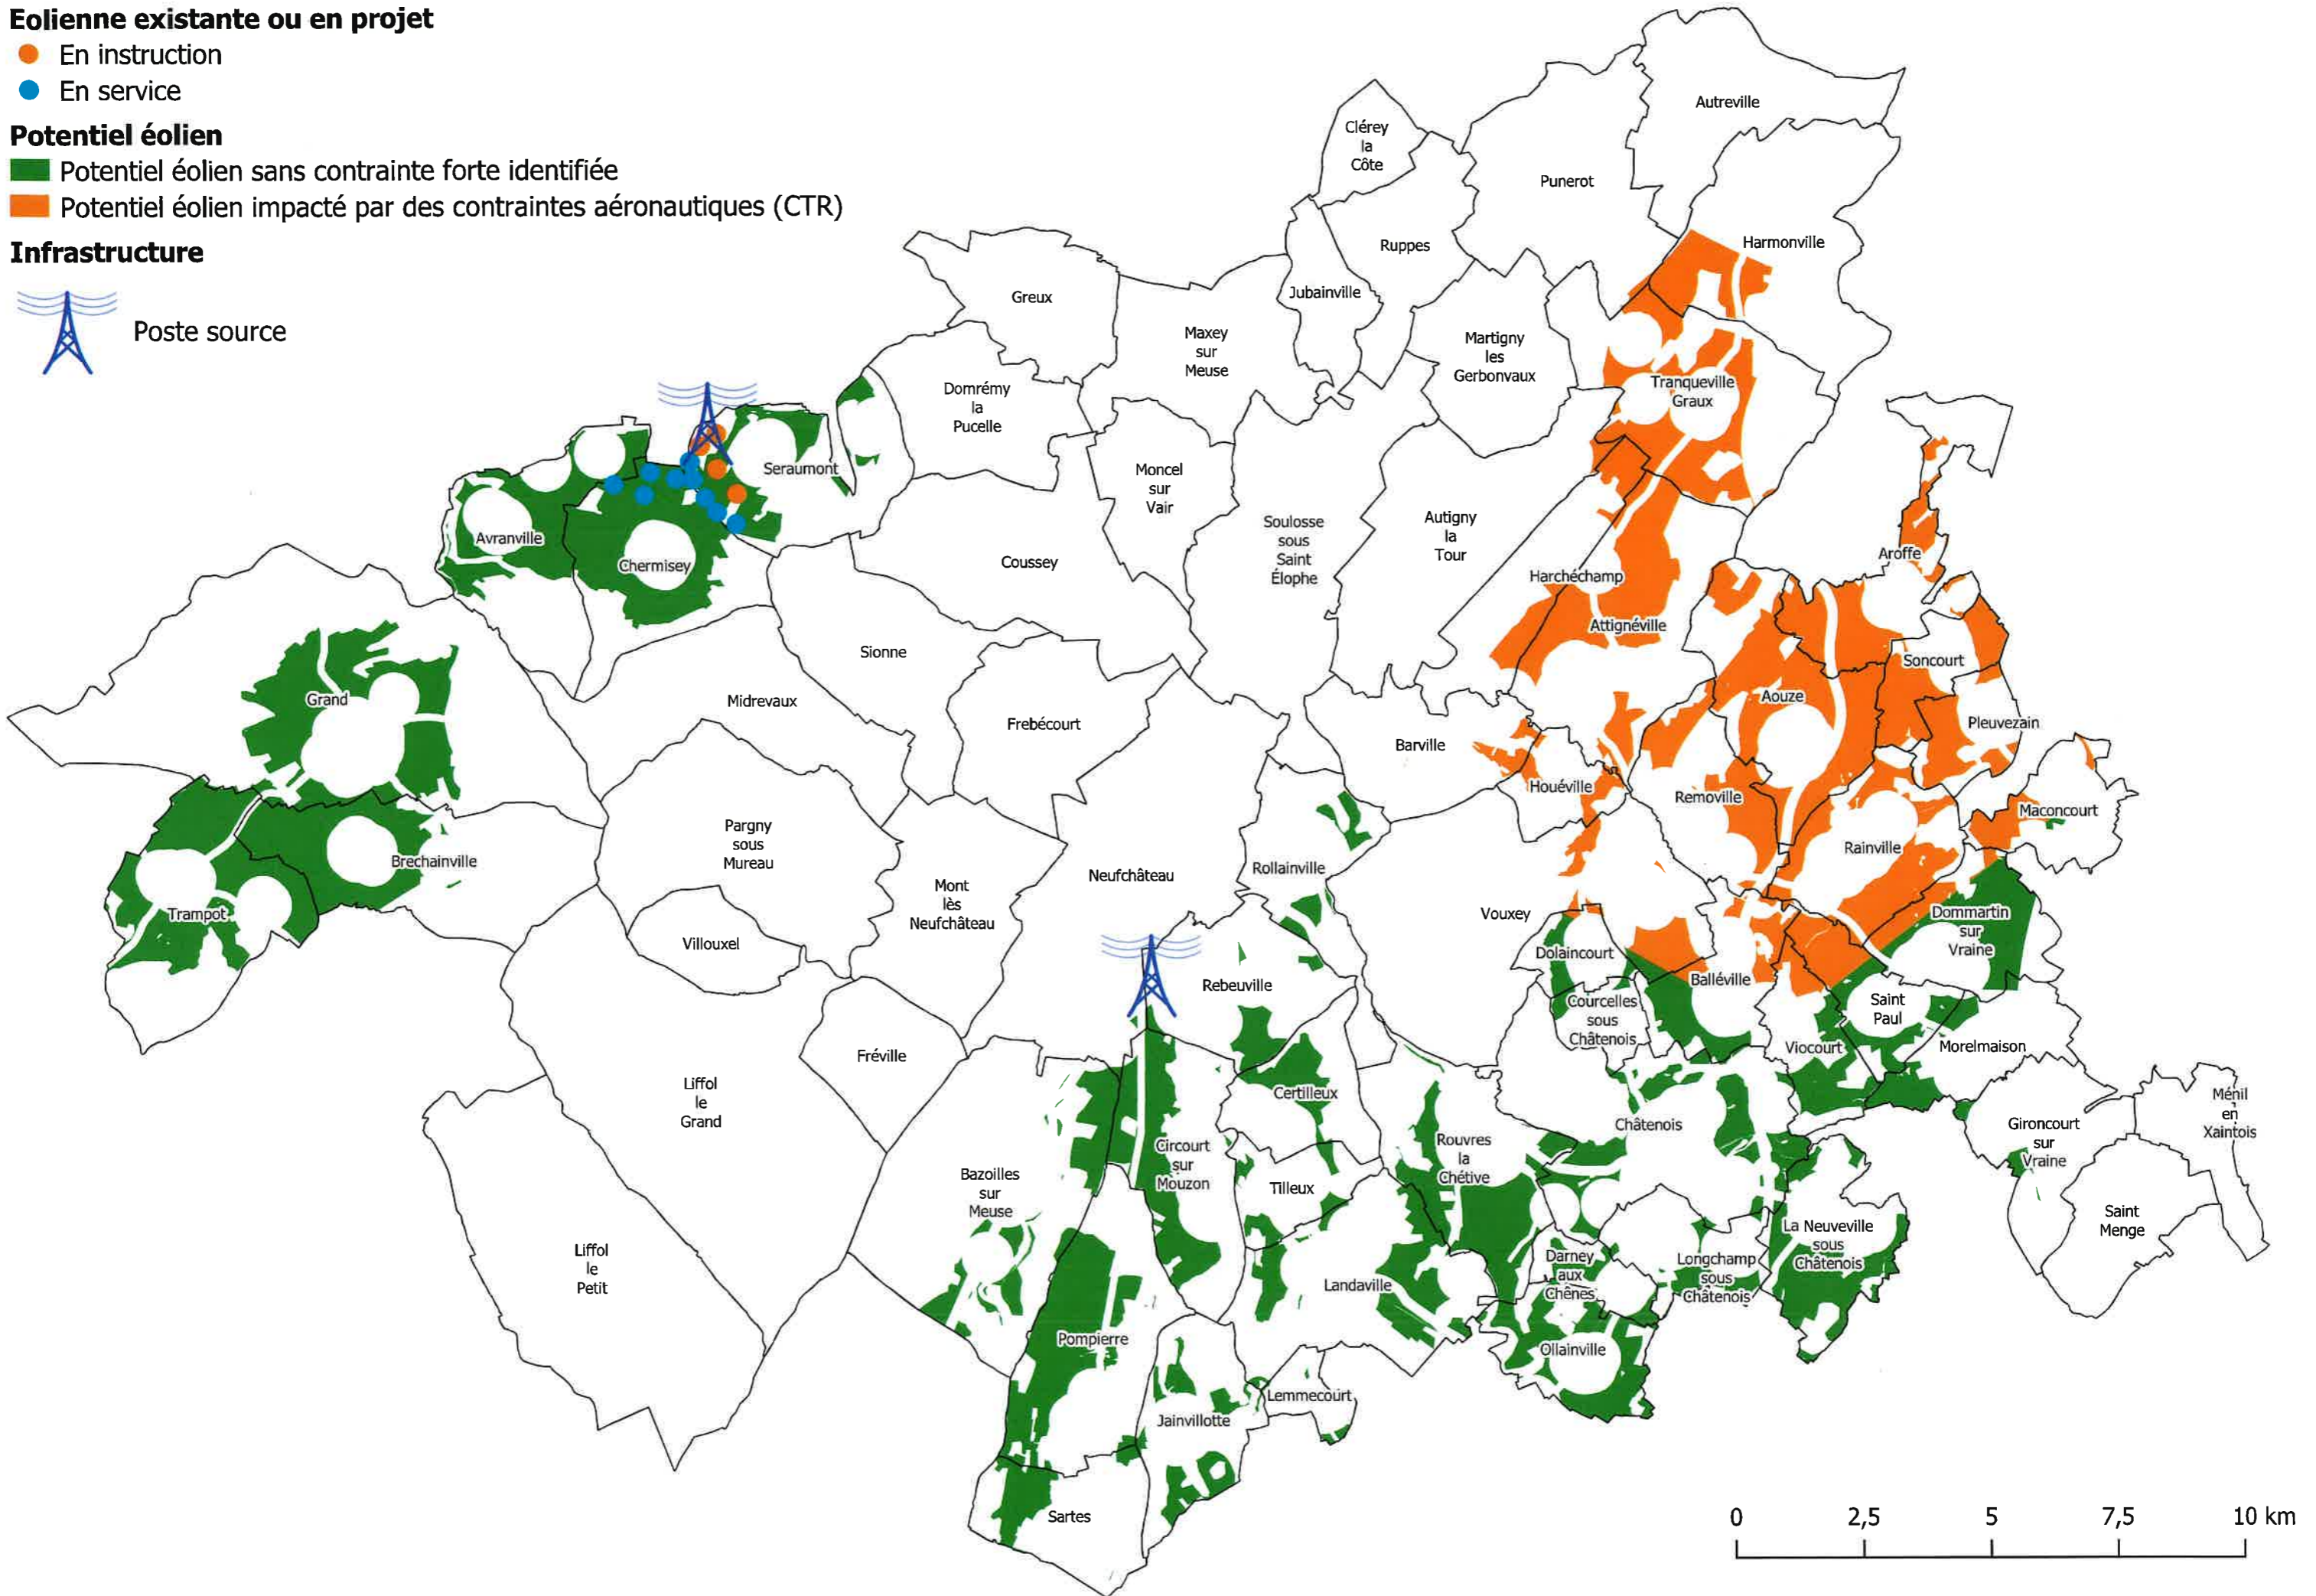 Eolienne existante ou en projet
En instruction
En service
Potentiel éolien
Potentiel éolien sans contrainte forte identifiée
Potentiel éolien impacté par des contraintes aéronautiques (CTR)
Infrastructure
Poste source
Autreville
Clérey
la
Côte
Punerot
Harmonville
Ruppes
Jubainville
Greux
Maxey
sur
Meuse
Martigny
les
Gerbonvaux
Tranqueville
Graux
Domrémy
la
Pucelle
Seraumont
Moncel
sur
Vair
Soulosse
sous
Saint
Élophe
Autigny
la
Tour
Avranville
Chermisey
Coussey
Aroffe
Harchéchamp
Attignéville
Sionne
Soncourt
Grand
Midrevaux
Frebécourt
Aouze
Pleuvezain
Barville
Houéville
Removille
Maconcourt
Pargny
sous
Mureau
Brechainville
Rainville
Rollainville
Neufchâteau
Mont
lès
Neufchâteau
Trampot
Vouxey
Dommartin
sur
Vraine
Villouxel
Dolaincourt
Rebeuville
Balléville
Courcelles
sous
Châtenois
Saint
Paul
Viocourt
Morelmaison
Fréville
Liffol
le
Grand
Certilleux
Châtenois
Ménil
en
Xaintois
Gironcourt
sur
Vraine
Circourt
sur
Mouzon
Rouvres
la
Chétive
Bazoilles
sur
Meuse
Tilleux
Saint
Menge
La Neuveville
sous
Châtenois
Liffol
le
Petit
Darney
aux
Chênes
Longchamp
sous
Châtenois
Landaville
Pompierre
Ollainville
Lemmecourt
Jainvillotte
Sartes
0 2,5 5 7,5 10 km